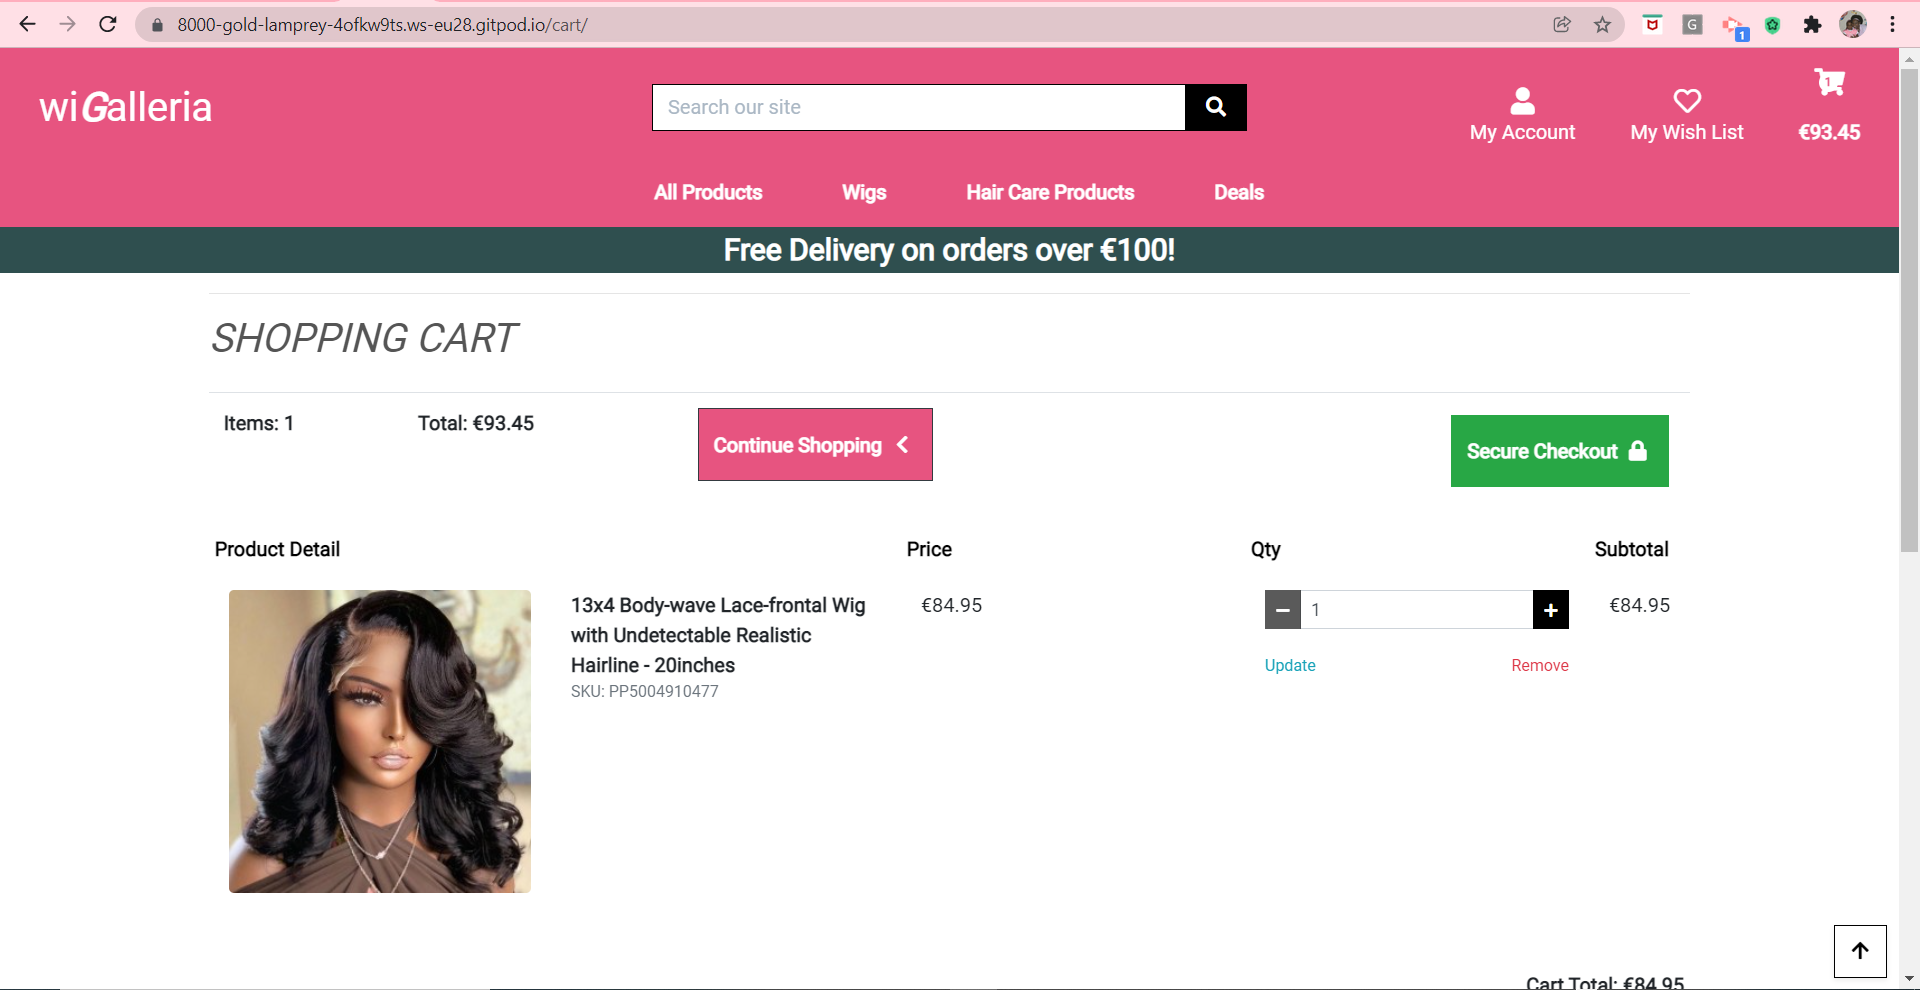 8000-gold-lamprey-4ofkw9ts.ws-eu28.gitpod.io/cart/
G
1
wiGalleria
Search our site
My Account
My Wish List
1
€93.45
All Products
Wigs
Hair Care Products
Deals
Free Delivery on orders over €100!
SHOPPING CART
Items: 1
Total: €93.45
Continue Shopping
Secure Checkout
Product Detail
Price
Qty
Subtotal
13x4 Body-wave Lace-frontal Wig
with Undetectable Realistic
Hairline - 20inches
SKU: PP5004910477
€84.95
1
€84.95
Update
Remove
Cart Total: €84.95